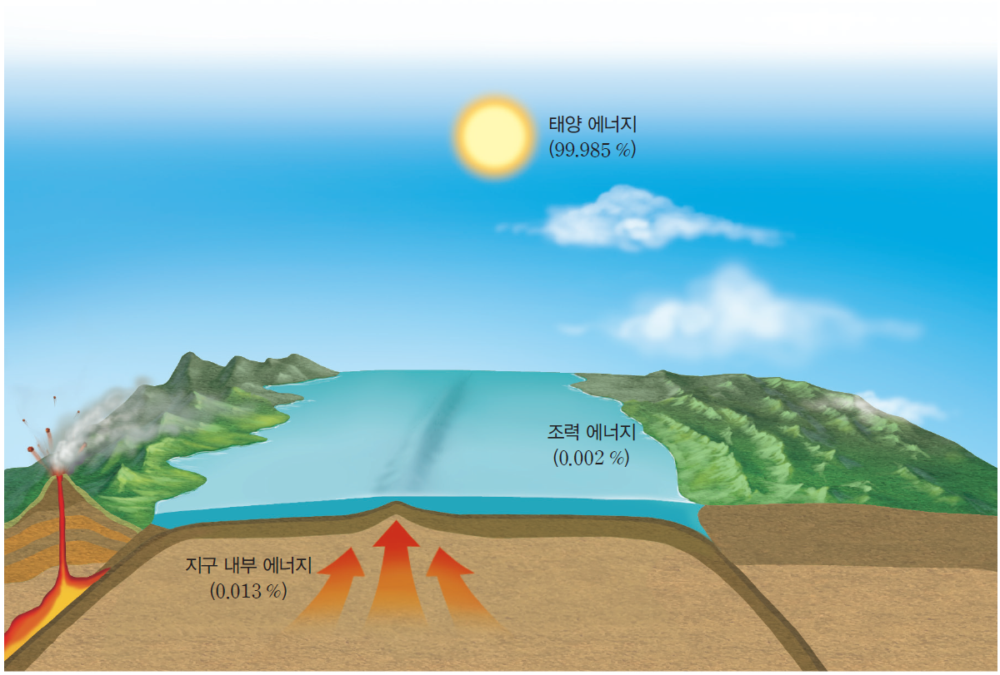 태양 에너지
(99.985 %)
조력 에너지
(0.002 %)
지구 내부 에너지
(0.013 %)